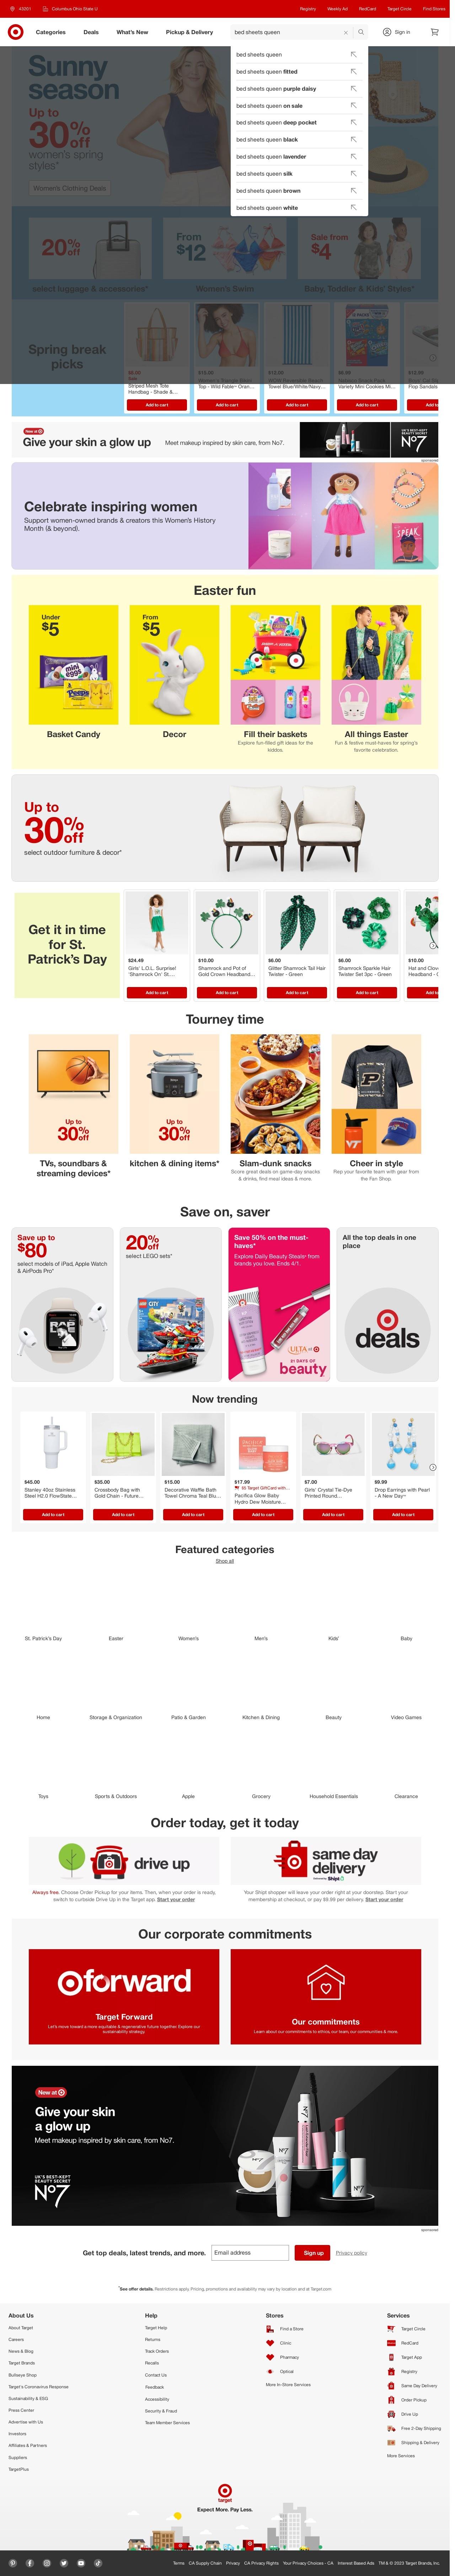 43201
Columbus Ohio State U
Registry
Weekly Ad
RedCard
Target Circle
Find Stores
Categories
Deals
What's New
Pickup & Delivery
bed sheets queen
Sign in
bed sheets queen
bed sheets queen fitted
bed sheets queen purple daisy
bed sheets queen on sale
bed sheets queen deep pocket
bed sheets queen black
bed sheets queen lavender
bed sheets queen silk
bed sheets queen brown
bed sheets queen white
Sunny
season
Up to
30% off
women's spring
styles*
Women's Clothing Deals
20% off
select luggage & accessories*
From
$12
Women's Swim
Sale from
$4
Baby, Toddler & Kids' Styles*
Spring break
picks
Striped Mesh Tote
Handbag - Shade &...
Add to cart
$15.00
Top - Wild Fable™ Oran...
Add to cart
$12.00
Towel Blue/White/Navy...
Add to cart
Variety Mini Cookies Mi...
Add to cart
Flop Sandals
Add to
New at
Give your skin a glow up
Meet makeup inspired by skin care, from No7.
UK'S BEST-KEPT
BEAUTY SECRET
No7
sponsored
Celebrate inspiring women
Support women-owned brands & creators this Women's History
Month (& beyond).
SPEAK
Easter fun
Under
$5
mini
eggs
Peeps
Basket Candy
From
$5
Decor
Fill their baskets
Explore fun-filled gift ideas for the
kiddos.
All things Easter
Fun & festive must-haves for spring's
favorite celebration.
Up to
30% off
select outdoor furniture & decor*
Get it in time
for St.
Patrick's Day
$24.49
Girls' L.O.L. Surprise!
'Shamrock On' St....
Add to cart
$10.00
Shamrock and Pot of
Gold Crown Headband...
Add to cart
$6.00
Glitter Shamrock Tail Hair
Twister - Green
Add to cart
$6.00
Shamrock Sparkle Hair
Twister Set 3pc - Green
Add to cart
$10.00
Hat and Clov
Headband - G
Add to
Tourney time
Up to
30% off
TVs, soundbars &
streaming devices*
Up to
30% off
kitchen & dining items*
Slam-dunk snacks
Score great deals on game-day snacks
& drinks, find meal ideas & more.
P
VT
Cheer in style
Rep your favorite team with gear from
the Fan Shop.
Save on, saver
Save up to
$80
select models of iPad, Apple Watch
& AirPods Pro*
20% off
select LEGO sets*
LEGO CITY
Save 50% on the must-
haves*
Explore Daily Beauty Steals® from
brands you love. Ends 4/1.
ULTA at
21 DAYS OF
beauty
All the top deals in one
place
deals
Now trending
$45.00
Stanley 40oz Stainless
Steel H2.0 FlowState...
Add to cart
$35.00
Crossbody Bag with
Gold Chain - Future...
Add to cart
$15.00
Decorative Waffle Bath
Towel Chroma Teal Blu...
Add to cart
$17.99
$5 Target GiftCard with...
Pacifica Glow Baby
Hydro Dew Moisture...
Add to cart
$7.00
Girls' Crystal Tie-Dye
Printed Round...
Add to cart
$9.99
Drop Earrings with Pearl
- A New Day™
Add to cart
Featured categories
Shop all
St. Patrick's Day
Easter
Women's
Men's
Kids'
Baby
Home
Storage & Organization
Patio & Garden
Kitchen & Dining
Beauty
Video Games
Toys
Sports & Outdoors
Apple
Grocery
Household Essentials
Clearance
Order today, get it today
drive up
Always free. Choose Order Pickup for your items. Then, when your order is ready,
switch to curbside Drive Up in the Target app. Start your order
same day
delivery
Shipt
Your Shipt shopper will leave your order right at your doorstep. Start your
membership at checkout, or pay $9.99 per delivery. Start your order
Our corporate commitments
forward
Target Forward
Let's move toward a more equitable & regenerative future together. Explore our
sustainability strategy.
Our commitments
Learn about our commitments to ethics, our team, our communities & more.
New at
Give your skin
a glow up
Meet makeup inspired by skin care, from No7.
UK'S BEST-KEPT
BEAUTY SECRET
No7
sponsored
Get top deals, latest trends, and more.
Email address
Sign up
Privacy policy
*See offer details. Restrictions apply. Pricing, promotions and availability may vary by location and at Target.com
About Us
About Target
Careers
News & Blog
Target Brands
Bullseye Shop
Target's Coronavirus Response
Sustainability & ESG
Press Center
Advertise with Us
Investors
Affiliates & Partners
Suppliers
TargetPlus
Help
Target Help
Returns
Track Orders
Recalls
Contact Us
Feedback
Accessibility
Security & Fraud
Team Member Services
Stores
Find a Store
Clinic
Pharmacy
Optical
More In-Store Services
Services
Target Circle
RedCard
Target App
Registry
Same Day Delivery
Order Pickup
Drive Up
Free 2-Day Shipping
Shipping & Delivery
More Services
target
Expect More. Pay Less.
Terms
CA Supply Chain
Privacy
CA Privacy Rights
Your Privacy Choices - CA
Interest Based Ads
TM & © 2023 Target Brands, Inc.